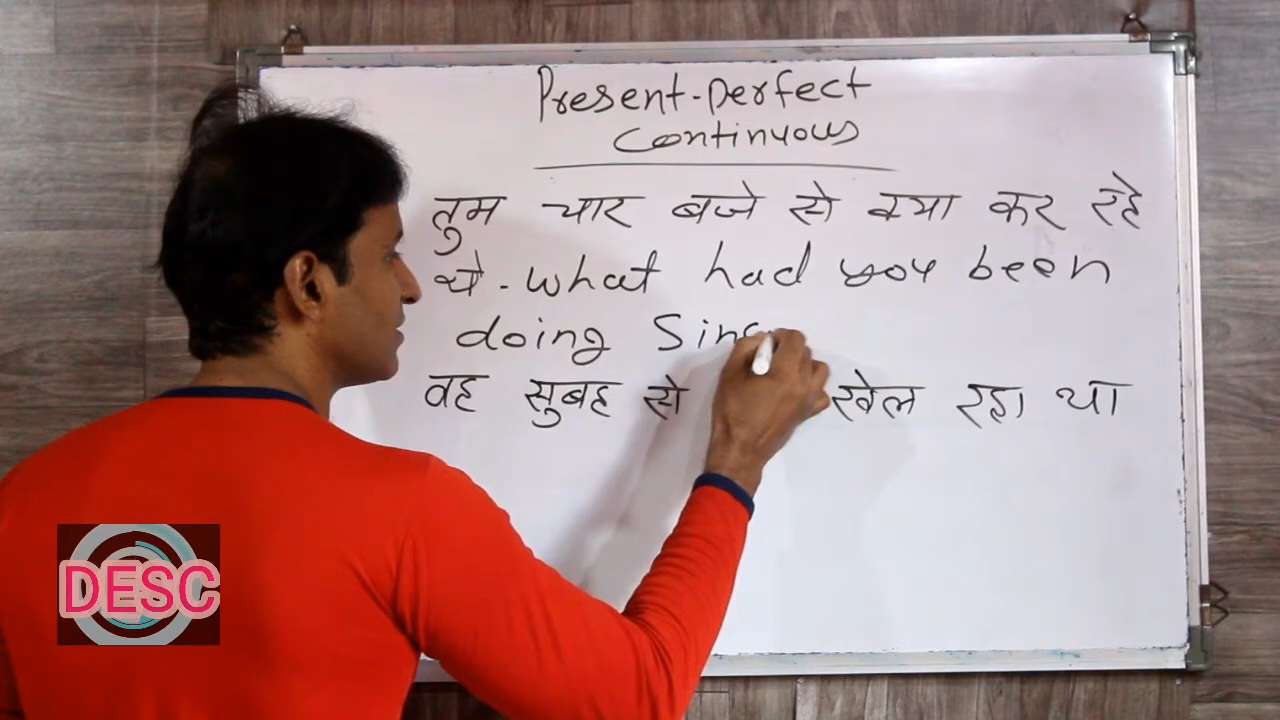 Present-perfect
Continuous
तुम चार बजे से क्या कर रहे
थे - what had you been
doing Sinc
वह सुबह से खेल रहा था
DESC